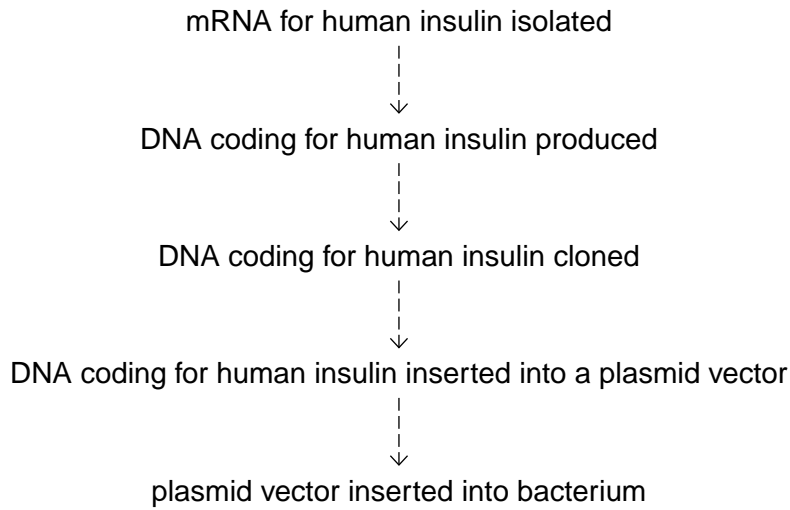 mRNA for human insulin isolated
DNA coding for human insulin produced
DNA coding for human insulin cloned
DNA coding for human insulin inserted into a plasmid vector
plasmid vector inserted into bacterium